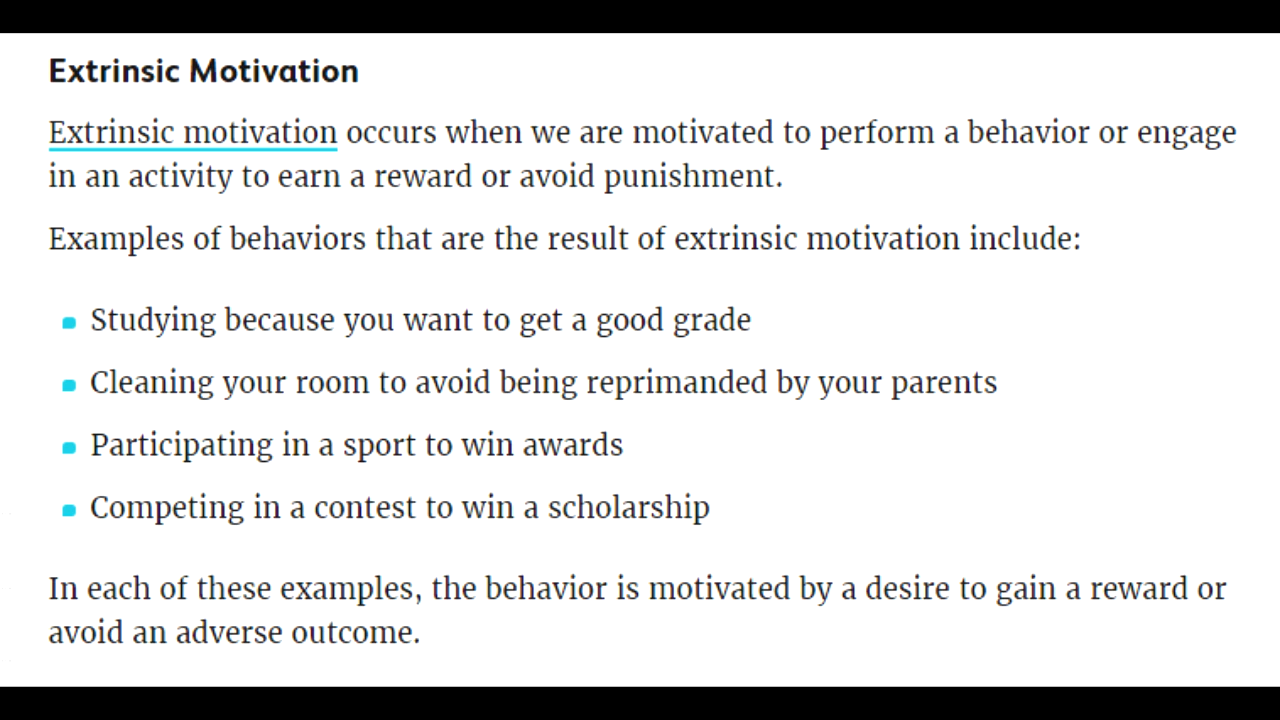 Extrinsic Motivation
Extrinsic motivation occurs when we are motivated to perform a behavior or engage
in an activity to earn a reward or avoid punishment.
Examples of behaviors that are the result of extrinsic motivation include:
Studying because you want to get a good grade
Cleaning your room to avoid being reprimanded by your parents
Participating in a sport to win awards
Competing in a contest to win a scholarship
In each of these examples, the behavior is motivated by a desire to gain a reward or
avoid an adverse outcome.